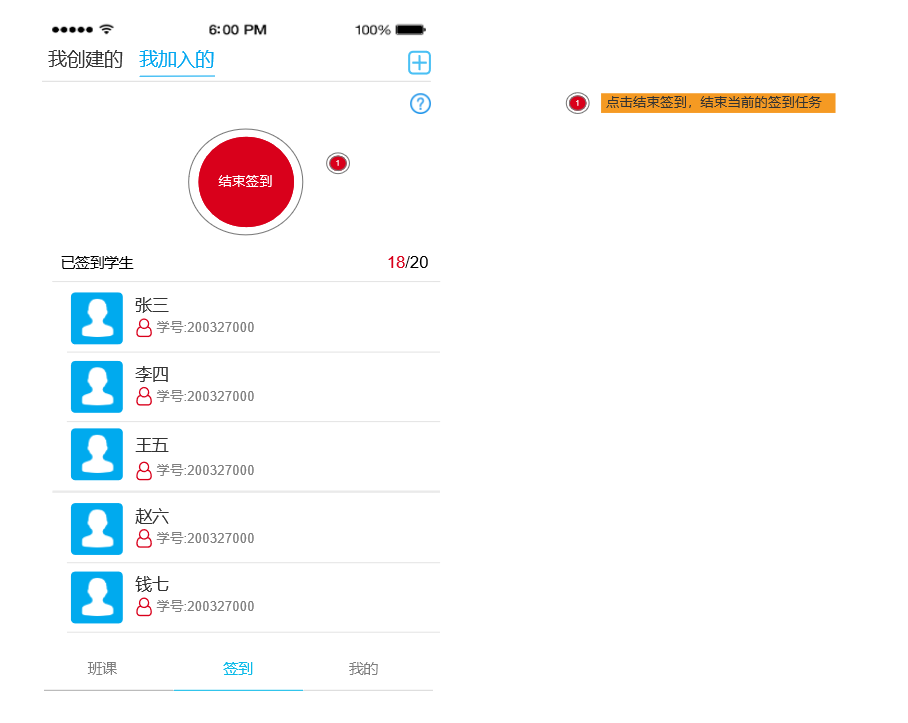 6:00 PM 100%
我创建的 我加入的
1 点击结束签到，结束当前的签到任务
结束签到 1
已签到学生 18/20
张三
学号:200327000
李四
学号:200327000
王五
学号:200327000
赵六
学号:200327000
钱七
学号:200327000
班课 签到 我的